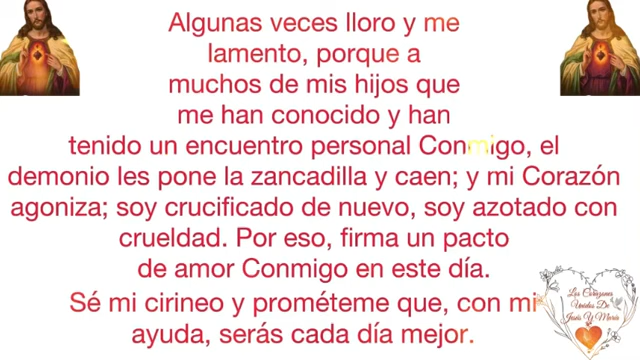 Algunas veces lloro y me
lamento, porque a
muchos de mis hijos que
me han conocido y han
tenido un encuentro personal Conmigo, el
demonio les pone la zancadilla y caen; y mi Corazón
agoniza; soy crucificado de nuevo, soy azotado con
crueldad. Por eso, firma un pacto
de amor Conmigo en este día.
Sé mi cirineo y prométeme que, con mi
ayuda, serás cada día mejor.
Los Corazones
Unidos De
Jesús Y María